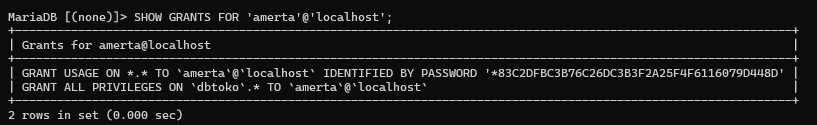 MariaDB [(none)]> SHOW GRANTS FOR 'amerta'@'localhost';
+---------------------------------------------------------------------------------------------------------------+
| Grants for amerta@localhost                                                                                   |
+---------------------------------------------------------------------------------------------------------------+
| GRANT USAGE ON *.* TO `amerta`@`localhost` IDENTIFIED BY PASSWORD '*83C2DFBC3B76C26DC3B3F2A25F4F6116079D448D' |
| GRANT ALL PRIVILEGES ON `dbtoko`.* TO `amerta`@`localhost`                                                    |
+---------------------------------------------------------------------------------------------------------------+
2 rows in set (0.000 sec)